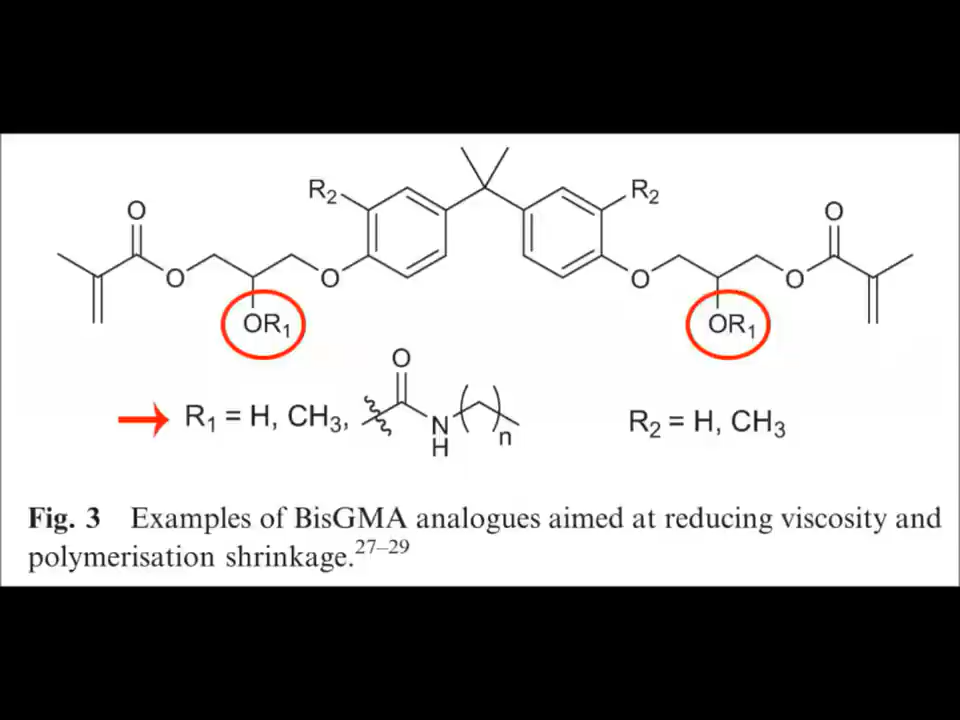 R2 R2
O O
O O O O
OR1 OR1
O
R1 = H, CH3, N H n R2 = H, CH3
Fig. 3 Examples of BisGMA analogues aimed at reducing viscosity and
polymerisation shrinkage.27–29